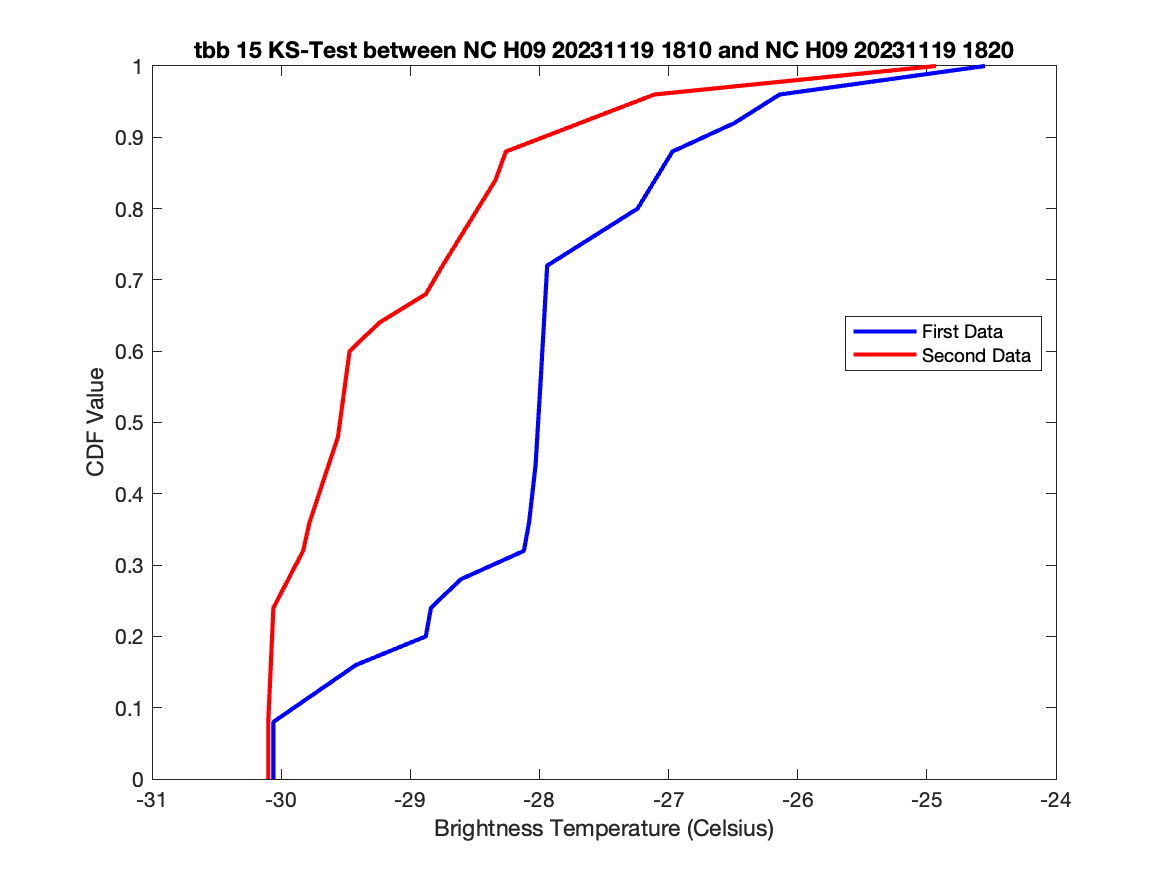 tbb 15 KS-Test between NC H09 20231119 1810 and NC H09 20231119 1820
1
0.9
0.8
0.7
0.6
0.5
0.4
0.3
0.2
0.1
0
CDF Value
First Data
Second Data
-31 -30 -29 -28 -27 -26 -25 -24
Brightness Temperature (Celsius)